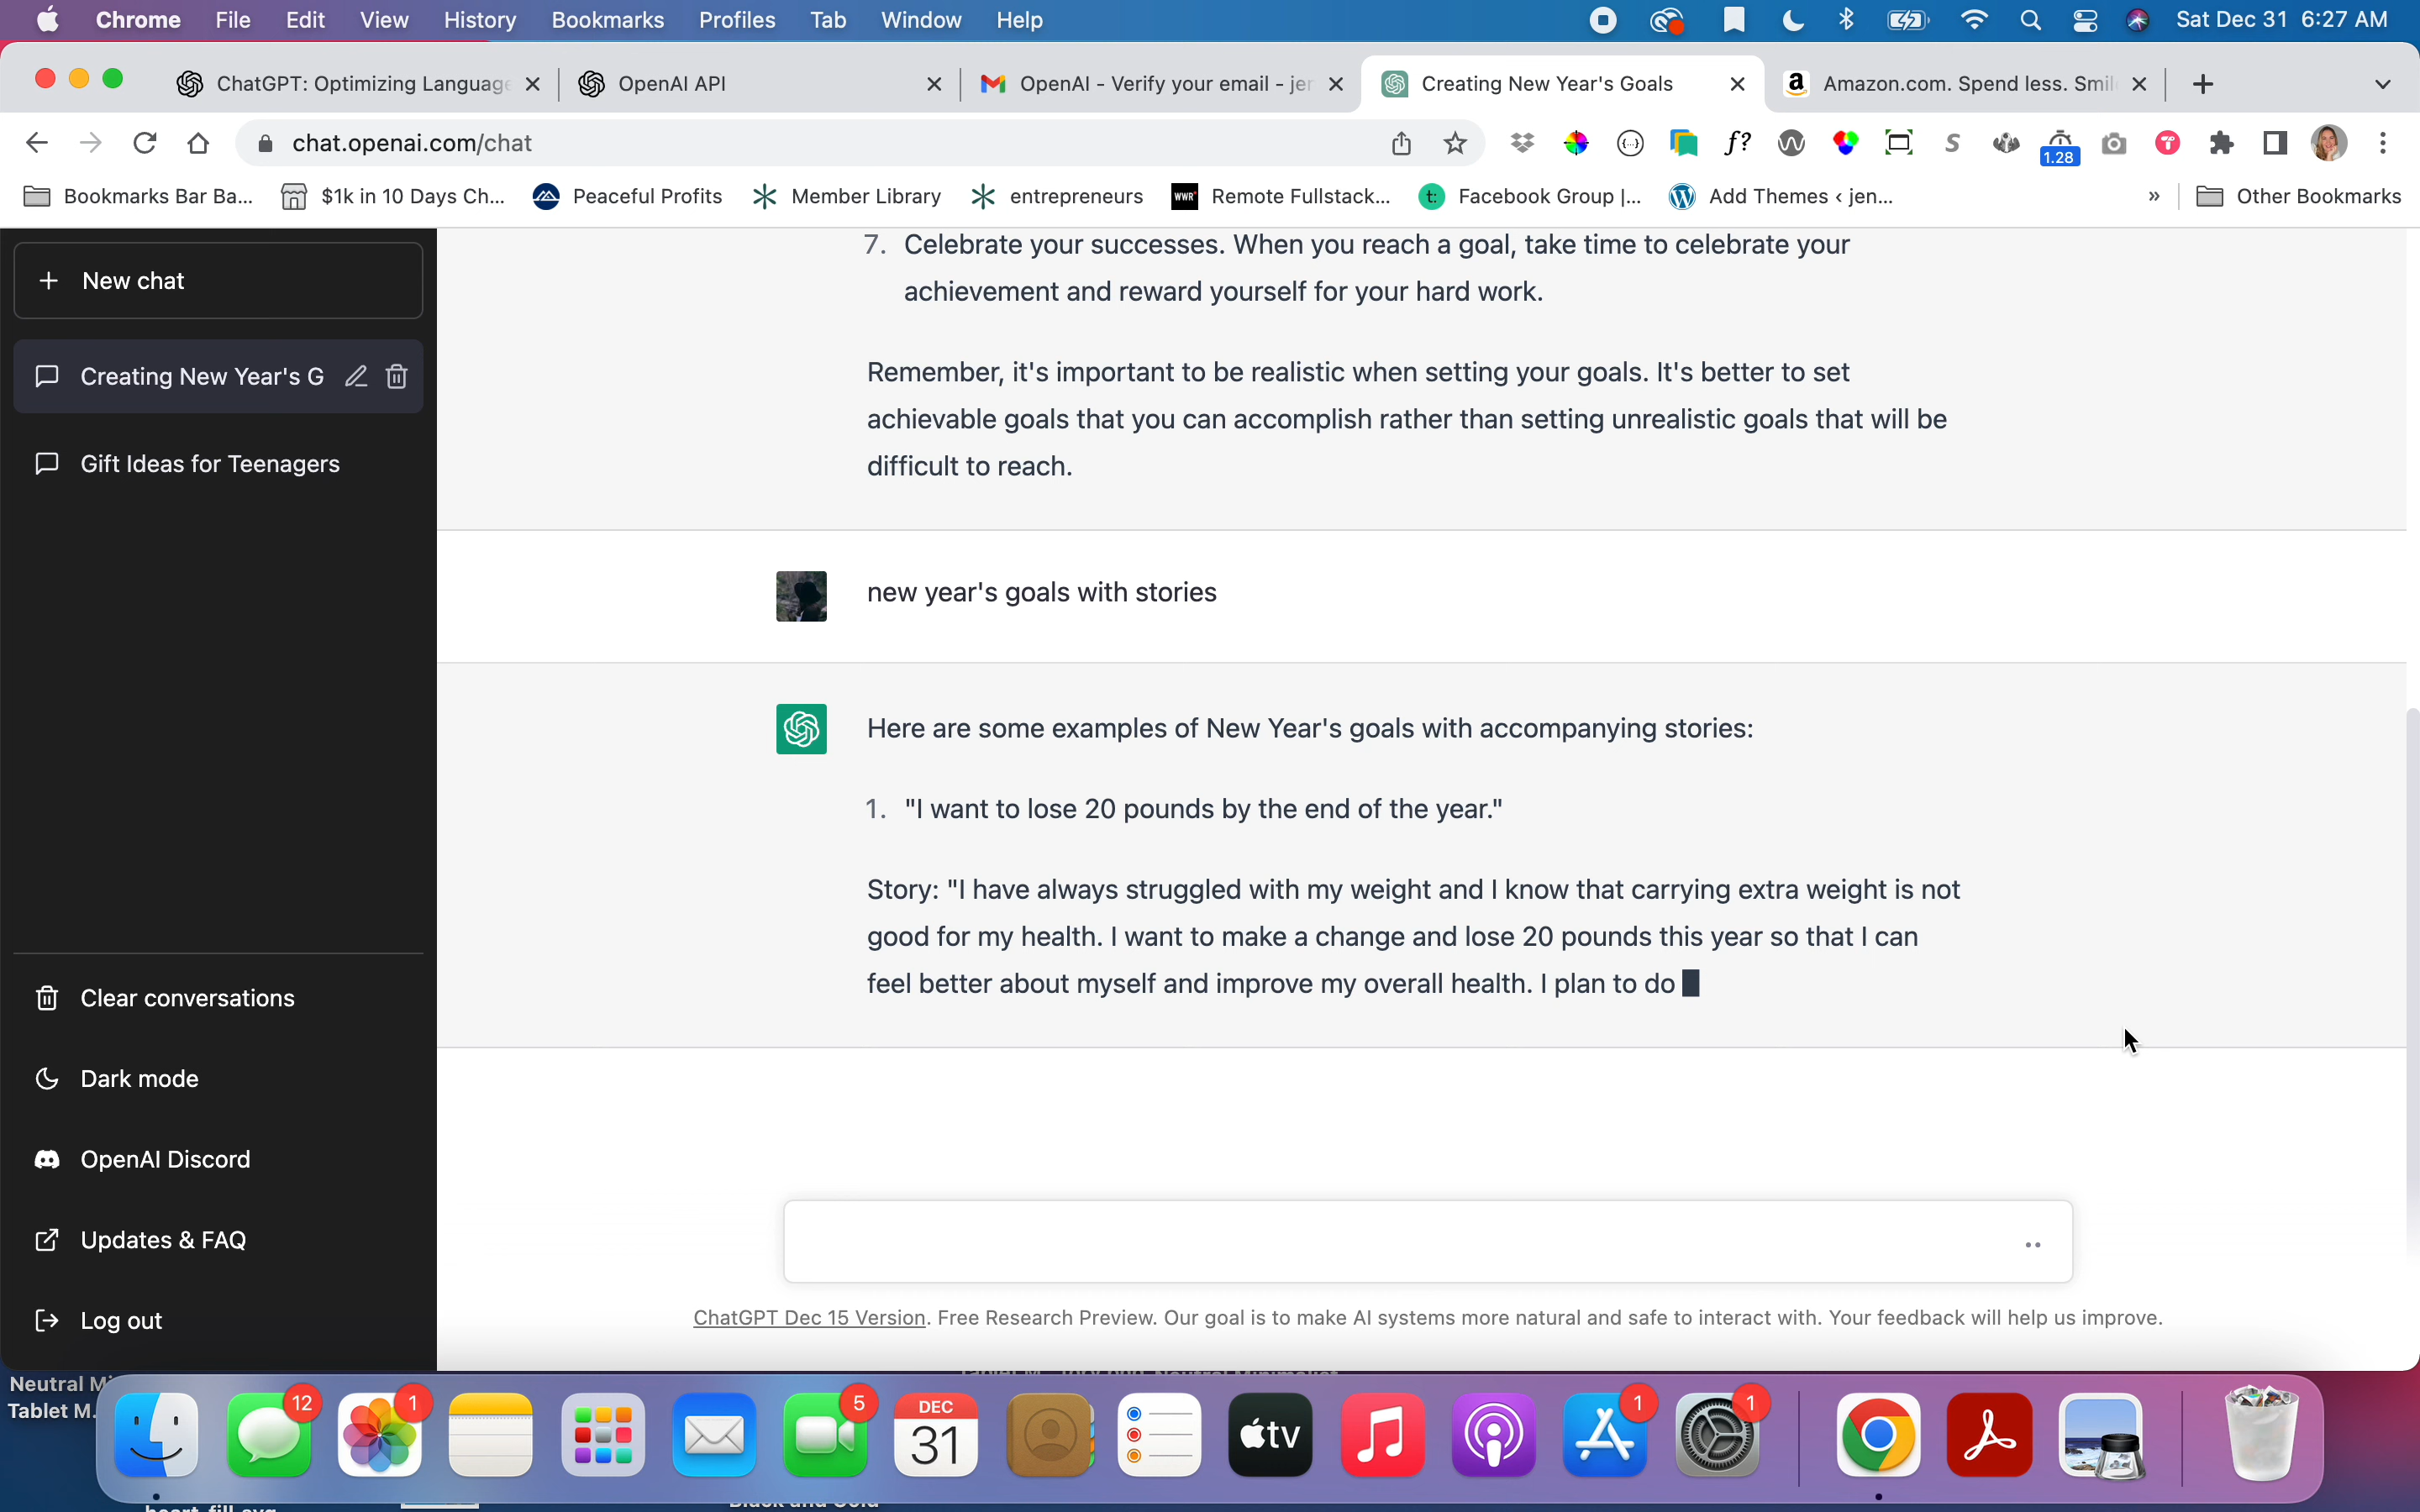 Chrome File Edit View History Bookmarks Profiles Tab Window Help Sat Dec 31 6:27 AM
ChatGPT: Optimizing Language OpenAI API OpenAI - Verify your email - jer Creating New Year's Goals Amazon.com. Spend less. Smil
chat.openai.com/chat 1.28
Bookmarks Bar Ba... $1k in 10 Days Ch... Peaceful Profits Member Library entrepreneurs WWR Remote Fullstack... t: Facebook Group |... Add Themes ‹ jen... » Other Bookmarks
New chat
Creating New Year's G
Gift Ideas for Teenagers
Clear conversations
Dark mode
OpenAI Discord
Updates & FAQ
Log out
7. Celebrate your successes. When you reach a goal, take time to celebrate your
achievement and reward yourself for your hard work.
Remember, it's important to be realistic when setting your goals. It's better to set
achievable goals that you can accomplish rather than setting unrealistic goals that will be
difficult to reach.
new year's goals with stories
Here are some examples of New Year's goals with accompanying stories:
1. "I want to lose 20 pounds by the end of the year."
Story: "I have always struggled with my weight and I know that carrying extra weight is not
good for my health. I want to make a change and lose 20 pounds this year so that I can
feel better about myself and improve my overall health. I plan to do
ChatGPT Dec 15 Version. Free Research Preview. Our goal is to make AI systems more natural and safe to interact with. Your feedback will help us improve.
Neutral Mi
Tablet M.
12 1 5 DEC 31 tv 1 1